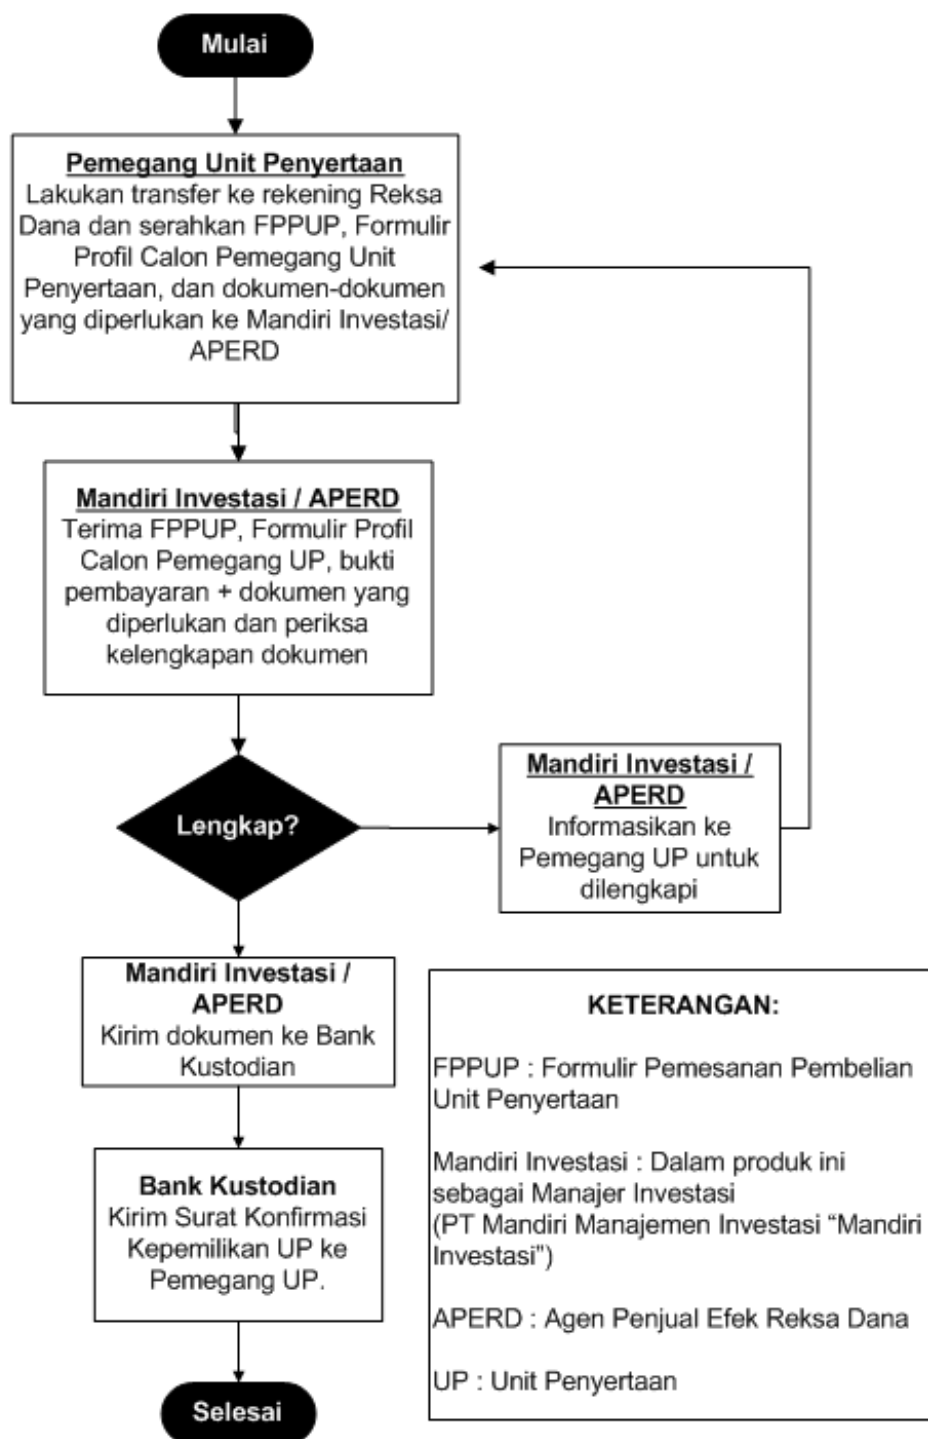 Mulai
Pemegang Unit Penyertaan
Lakukan transfer ke rekening Reksa
Dana dan serahkan FPPUP, Formulir
Profil Calon Pemegang Unit
Penyertaan, dan dokumen-dokumen
yang diperlukan ke Mandiri Investasi/
APERD
Mandiri Investasi / APERD
Terima FPPUP, Formulir Profil
Calon Pemegang UP, bukti
pembayaran + dokumen yang
diperlukan dan periksa
kelengkapan dokumen
Lengkap?
Mandiri Investasi /
APERD
Informasikan ke
Pemegang UP untuk
dilengkapi
Mandiri Investasi /
APERD
Kirim dokumen ke Bank
Kustodian
Bank Kustodian
Kirim Surat Konfirmasi
Kepemilikan UP ke
Pemegang UP.
Selesai
KETERANGAN:
FPPUP : Formulir Pemesanan Pembelian
Unit Penyertaan
Mandiri Investasi : Dalam produk ini
sebagai Manajer Investasi
(PT Mandiri Manajemen Investasi “Mandiri
Investasi”)
APERD : Agen Penjual Efek Reksa Dana
UP : Unit Penyertaan